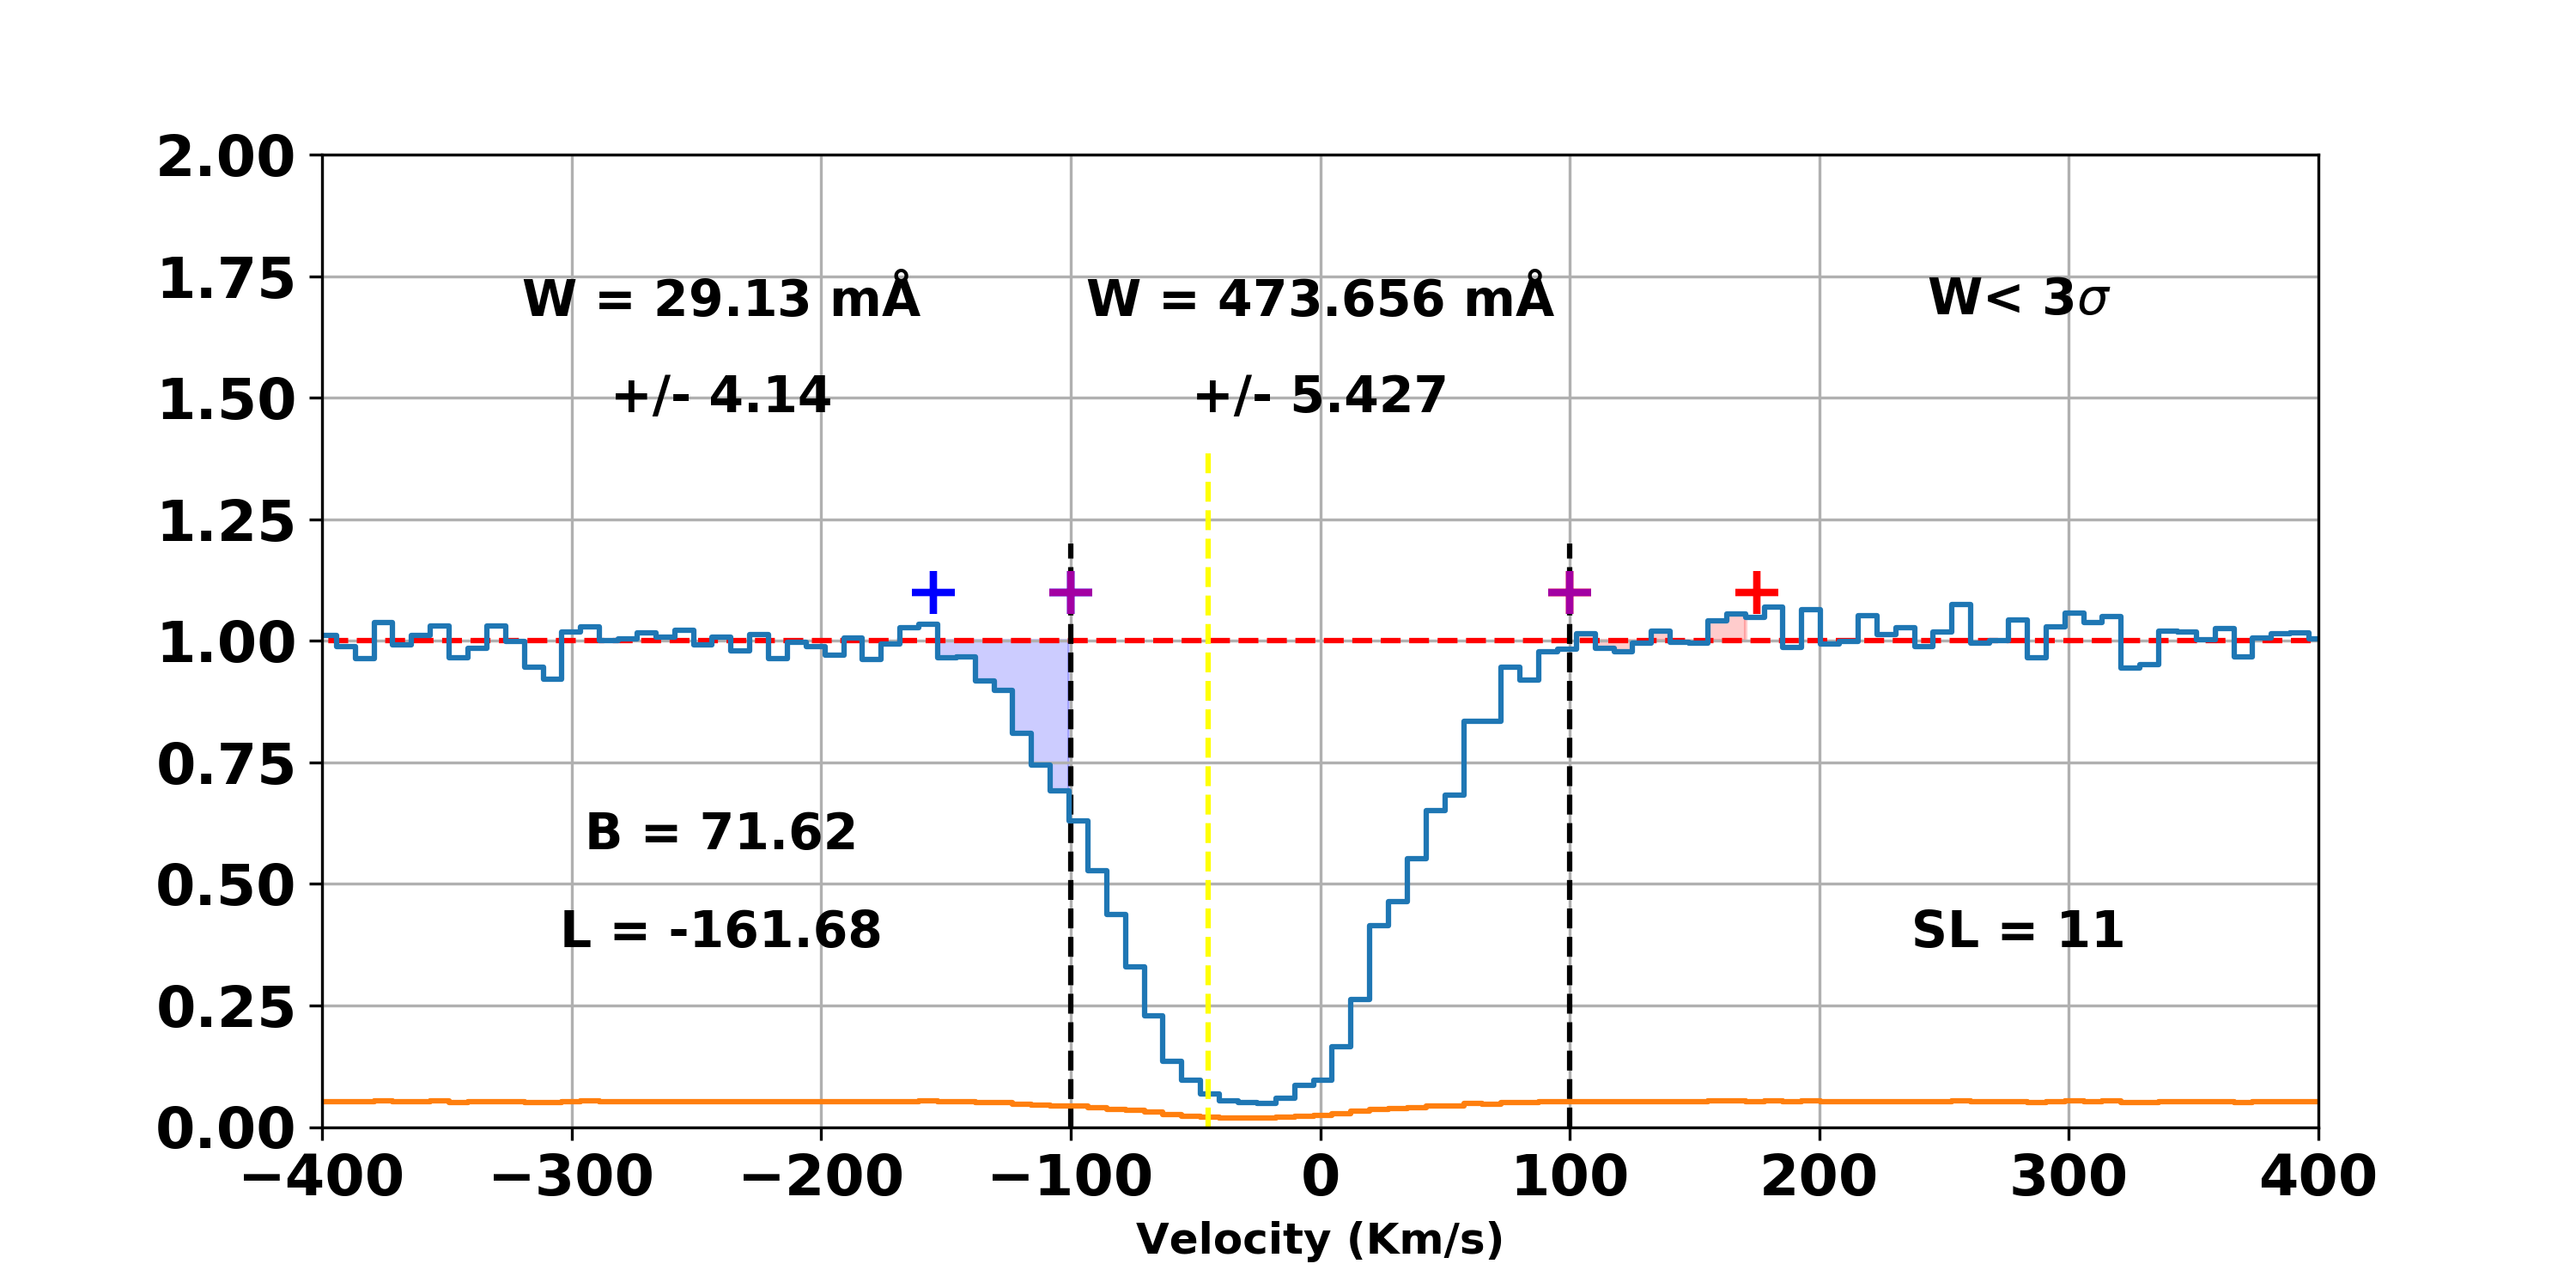 2.00
1.75
1.50
1.25
1.00
0.75
0.50
0.25
0.00
W = 29.13 mÅ
+/- 4.14
W = 473.656 mÅ
+/- 5.427
W< 3σ
B = 71.62
L = -161.68
SL = 11
−400 −300 −200 −100 0 100 200 300 400
Velocity (Km/s)